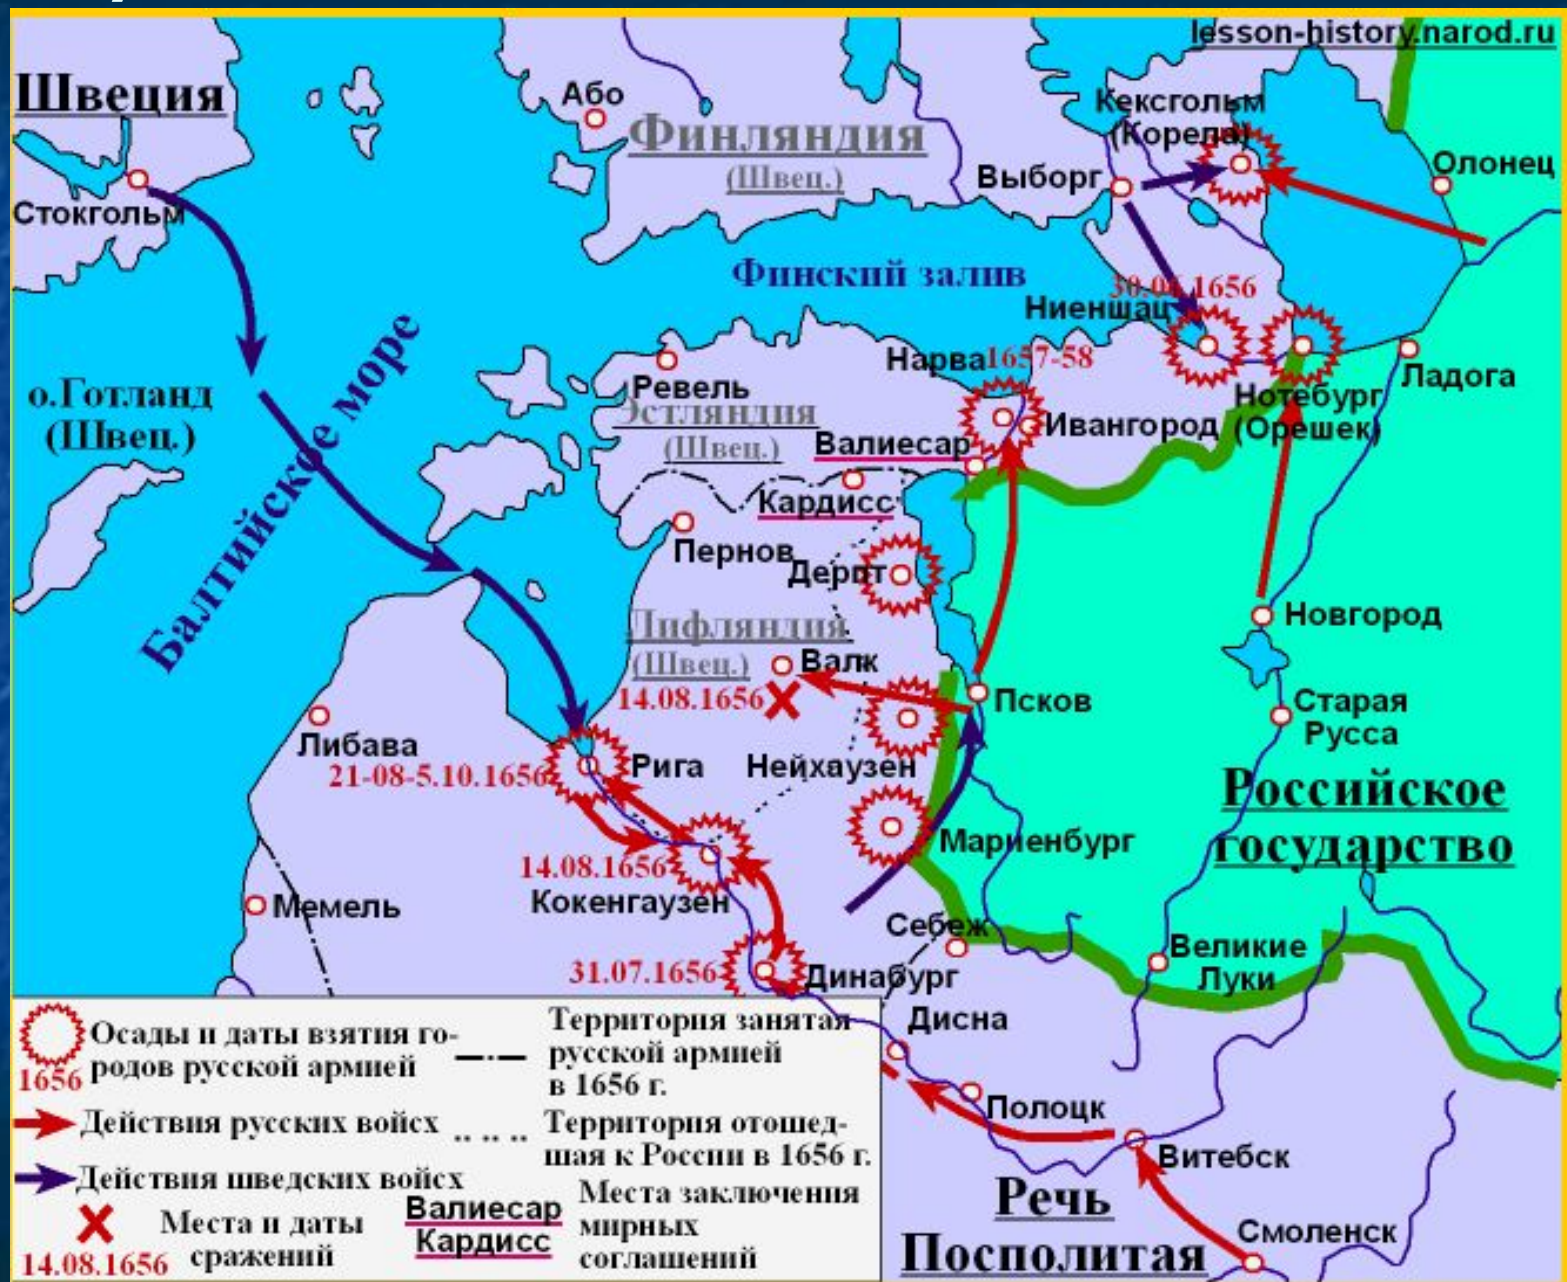 lesson-history.narod.ru
Швеция
Або
Финляндия
(Швец.)
Кексгольм
(Корела)
Выборг
Олонец
Стокгольм
Финский залив
30.06.1656
Ниеншац
Нарва 1657-58
Ревель
Ладога
Нотебург
(Орешек)
о.Готланд
(Швец.)
Балтийское море
Эстляндия
(Швец.)
Ивангород
Валиесар
Кардисс
Пернов
Дерпт
Новгород
Лифляндия
(Швец.)
Валк
14.08.1656
Псков
Старая
Русса
Либава
21-08-5.10.1656
Рига
Нейхаузен
Российское
государство
Мариенбург
14.08.1656
Кокенгаузен
Мемель
Себеж
Великие
Луки
31.07.1656
Динабург
Дисна
Полоцк
Витебск
Речь
Посполитая
Смоленск
Осады и даты взятия го-
родов русской армией
1656
Действия русских войсх
Действия шведских войсх
Места и даты
сражений
14.08.1656
Территория занятая
русской армией
в 1656 г.
Территория отошед-
шая к России в 1656 г.
Валиесар
Кардисс
Места заключения
мирных
соглашений